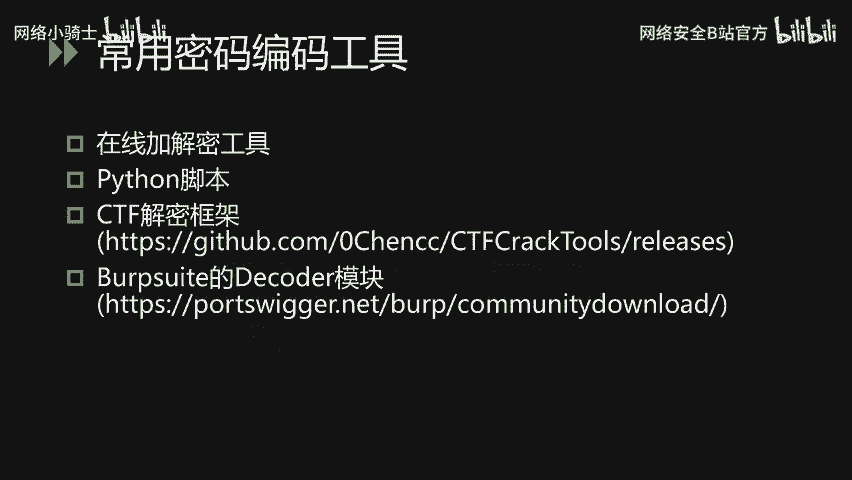 网络小骑士 bilibili
网络安全B站官方 bilibili
常用密码编码工具
在线加解密工具
Python脚本
CTF解密框架
(https://github.com/0Chencc/CTFCrackTools/releases)
Burpsuite的Decoder模块
(https://portswigger.net/burp/communitydownload/)